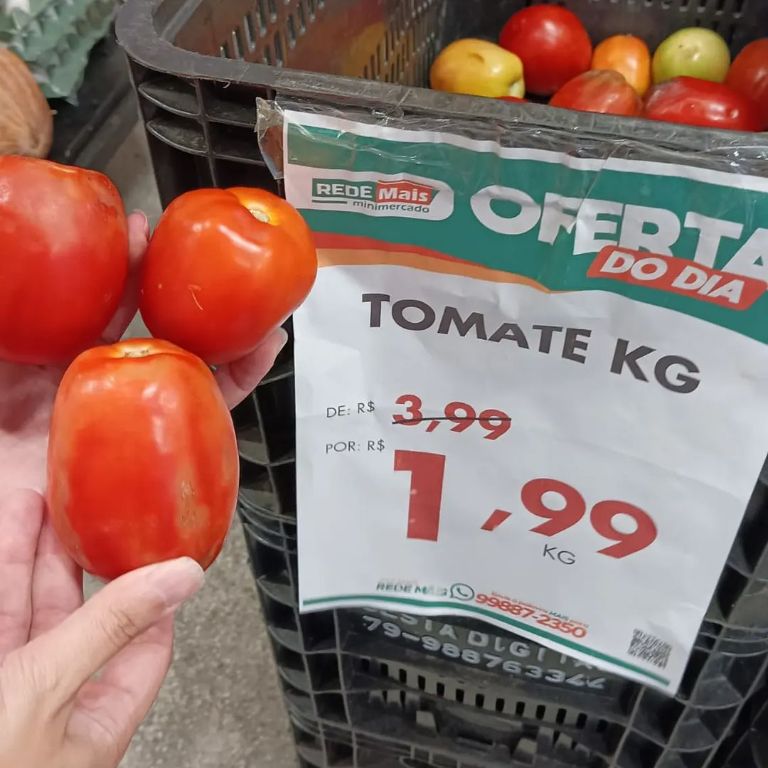 REDE Mais
minimercado
OFERTA
DO DIA
TOMATE KG
DE: R$ 3,99
POR: R$
1,99
KG
REDE MAIS
99887-2350
79-988763344